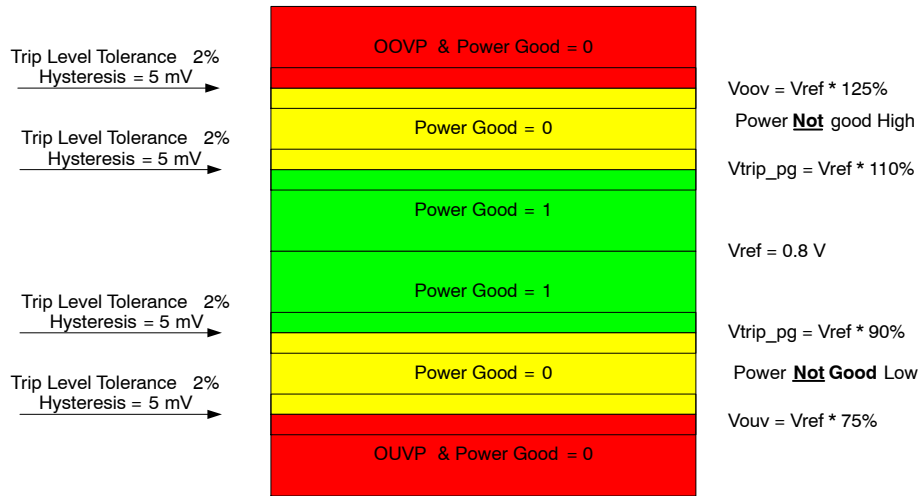 OOVP & Power Good = 0
Trip Level Tolerance 2%
Hysteresis = 5 mV
Voov = Vref * 125%
Power Good = 0
Power Not good High
Trip Level Tolerance 2%
Hysteresis = 5 mV
Vtrip_pg = Vref * 110%
Power Good = 1
Vref = 0.8 V
Power Good = 1
Trip Level Tolerance 2%
Hysteresis = 5 mV
Vtrip_pg = Vref * 90%
Power Good = 0
Power Not Good Low
Trip Level Tolerance 2%
Hysteresis = 5 mV
Vouv = Vref * 75%
OUVP & Power Good = 0